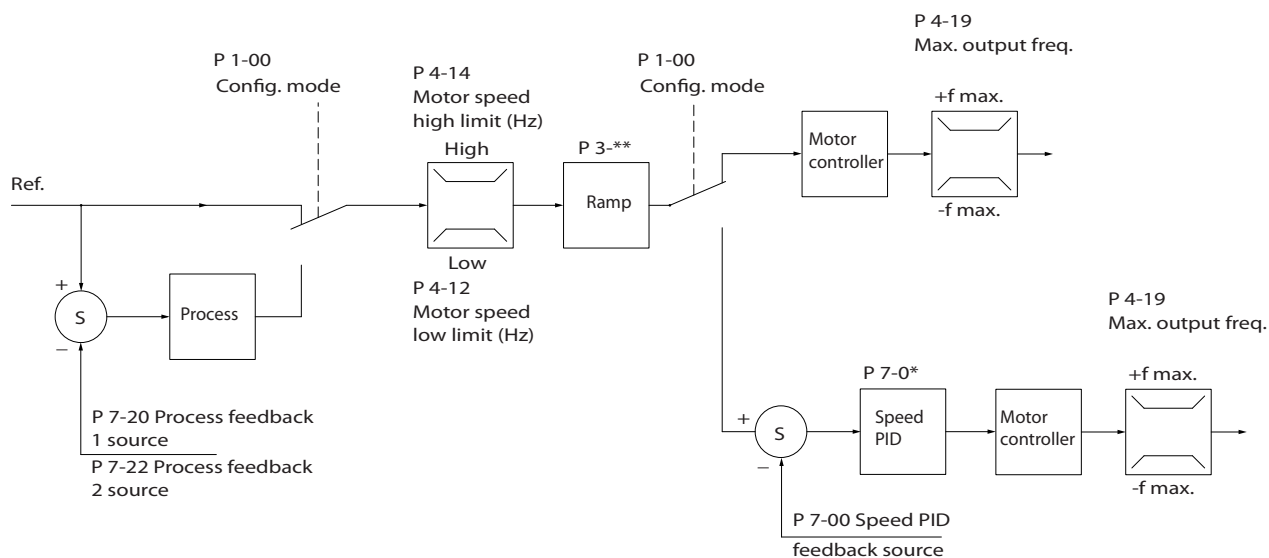 P 4-19
Max. output freq.
P 1-00
Config. mode
P 4-14
Motor speed
high limit (Hz)
High
P 3-**
P 1-00
Config. mode
+f max.
Motor
controller
-f max.
Ref.
Ramp
Low
P 4-12
Motor speed
low limit (Hz)
+
S
–
Process
P 7-20 Process feedback
1 source
P 7-22 Process feedback
2 source
P 4-19
Max. output freq.
P 7-0*
+f max.
+
S
–
Speed
PID
Motor
controller
-f max.
P 7-00 Speed PID
feedback source